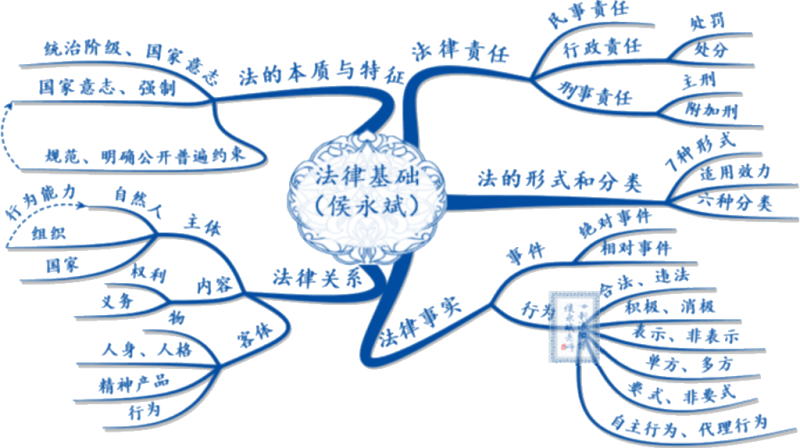 法律基础
（侯永斌）
法的本质与特征
统治阶级、国家意志
国家意志、强制
规范、明确公开普遍约束
法律责任
民事责任
行政责任
处罚
处分
刑事责任
主刑
附加刑
法的形式和分类
7种形式
适用效力
六种分类
法律事实
事件
绝对事件
相对事件
行为
合法、违法
积极、消极
表示、非表示
单方、多方
要式、非要式
自主行为、代理行为
法律关系
主体
自然人
行为能力
组织
国家
内容
权利
义务
客体
物
人身、人格
精神产品
行为